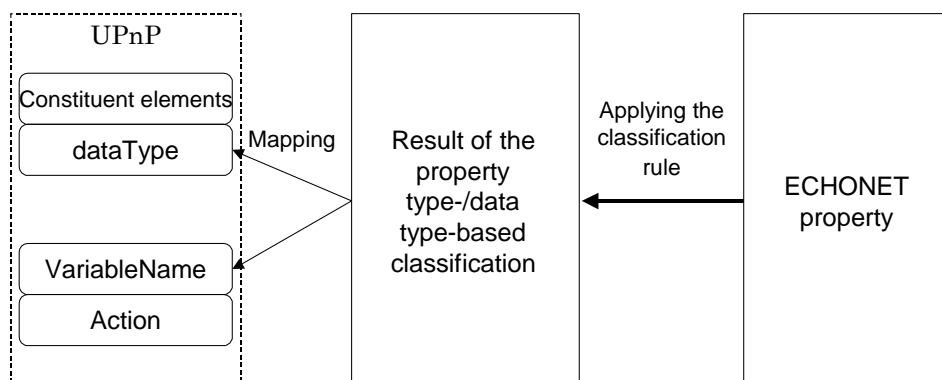 UPnP
Constituent elements
dataType
VariableName
Action
Mapping
Result of the
property
type-/data
type-based
classification
Applying the
classification
rule
ECHONET
property